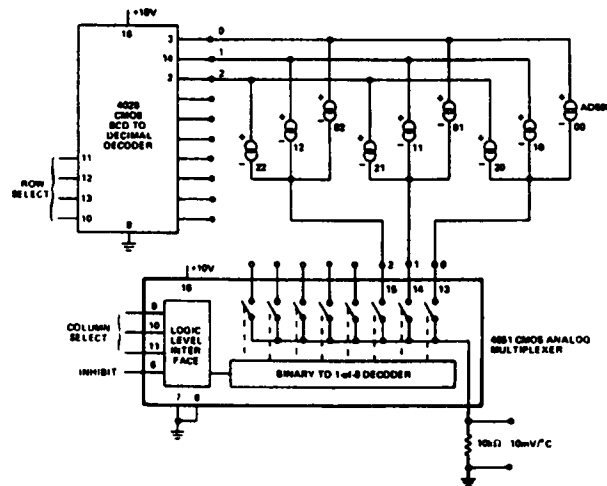 +10V
16
3
0
14
1
2
2
4028
CMOS
BCD TO
DECIMAL
DECODER
ROW
SELECT
11
12
13
10
8
+ + + + + + + + +
- - - - - - - - -
22
12
02
21
11
01
20
10
00
+10V
16
2
1
0
15
14
13
COLUMN
SELECT
9
10
11
INHIBIT
6
LOGIC
LEVEL
INTER
FACE
BINARY TO 1-of-8 DECODER
4051 CMOS ANALOG
MULTIPLEXER
7
8
10kΩ
10mV/°C